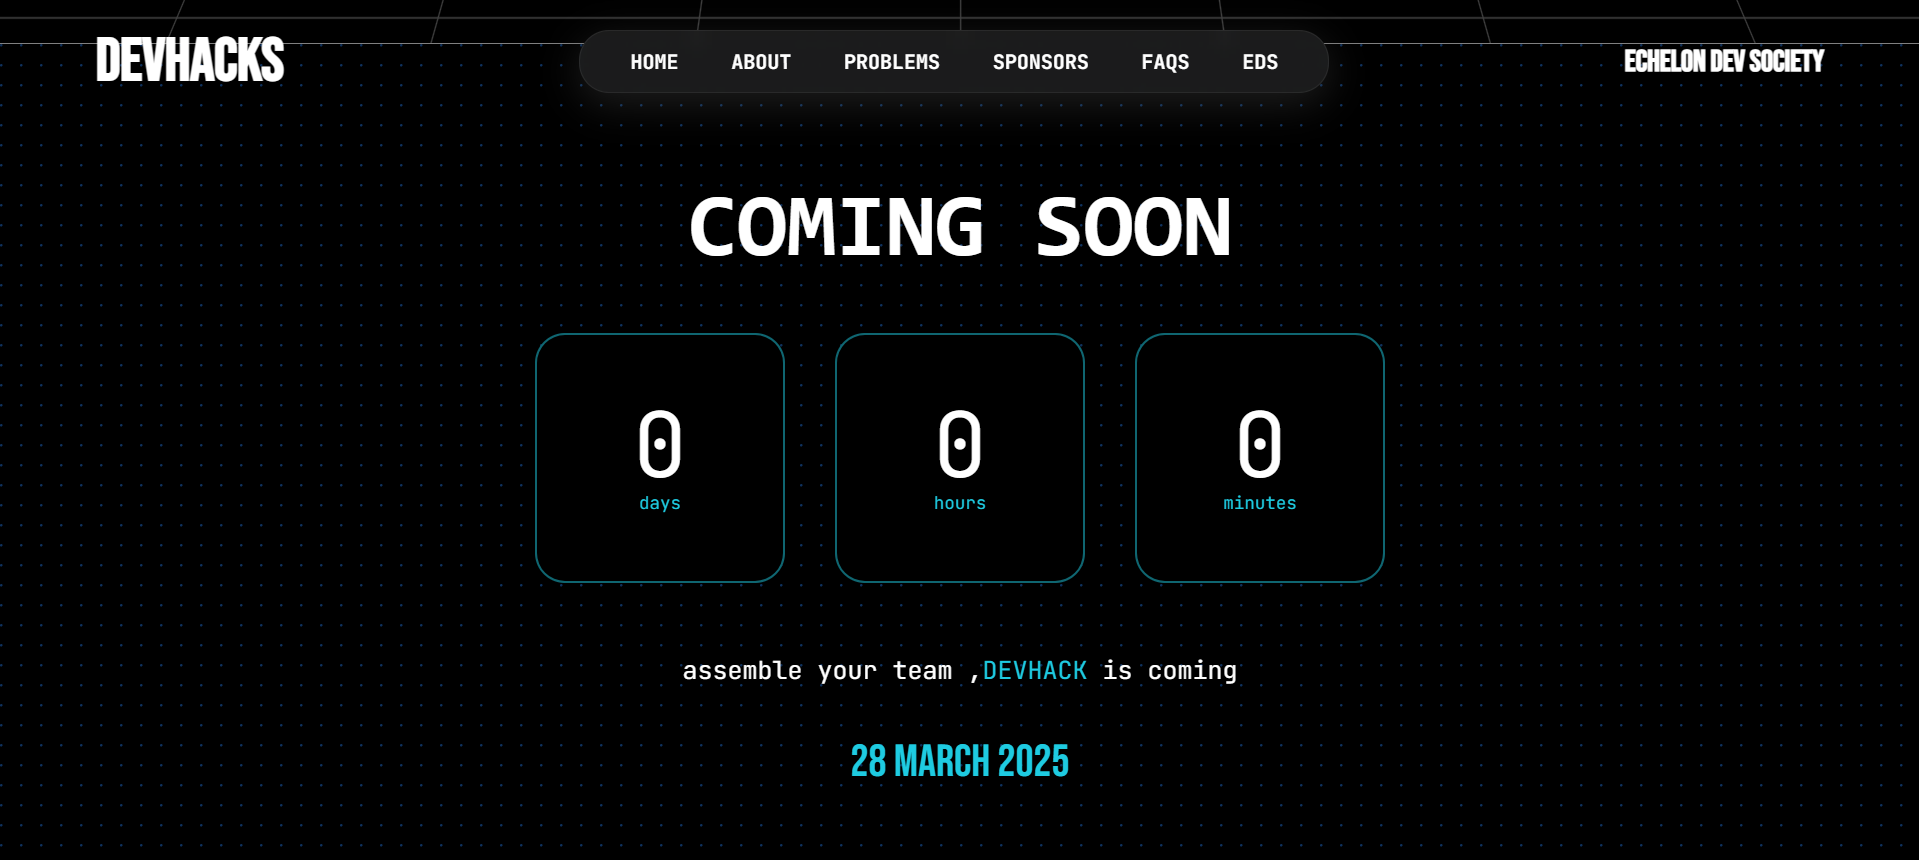 DEVHACKS
HOME ABOUT PROBLEMS SPONSORS FAQS EDS
ECHELON DEV SOCIETY
COMING SOON
0 0 0
days hours minutes
assemble your team ,DEVHACK is coming
28 MARCH 2025